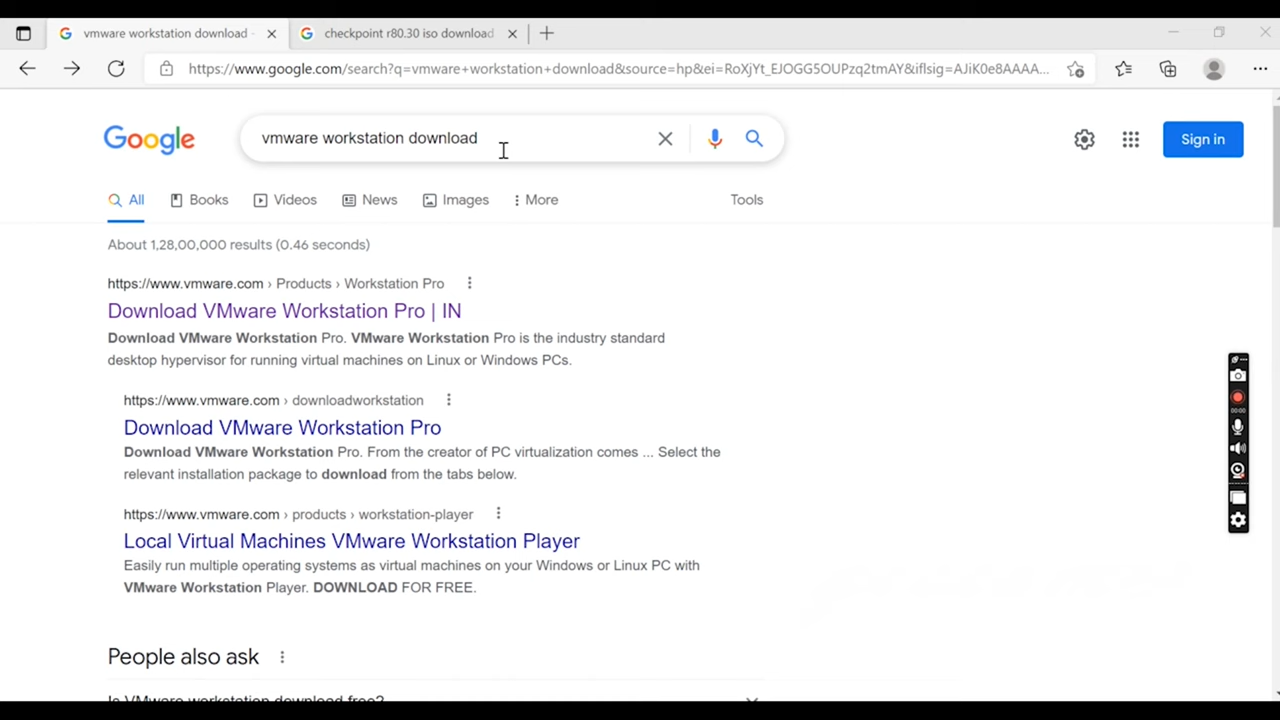 vmware workstation download -
checkpoint r80.30 iso download
https://www.google.com/search?q=vmware+workstation+download&source=hp&ei=RoXjYt_EJOGG5OUPzq2tmAY&iflsig=AJiK0e8AAAA...
Google
vmware workstation download
Sign in
All Books Videos News Images More Tools
About 1,28,00,000 results (0.46 seconds)
https://www.vmware.com › Products › Workstation Pro
Download VMware Workstation Pro | IN
Download VMware Workstation Pro. VMware Workstation Pro is the industry standard
desktop hypervisor for running virtual machines on Linux or Windows PCs.
https://www.vmware.com › downloadworkstation
Download VMware Workstation Pro
Download VMware Workstation Pro. From the creator of PC virtualization comes ... Select the
relevant installation package to download from the tabs below.
https://www.vmware.com › products › workstation-player
Local Virtual Machines VMware Workstation Player
Easily run multiple operating systems as virtual machines on your Windows or Linux PC with
VMware Workstation Player. DOWNLOAD FOR FREE.
People also ask
Is VMware workstation download free?
00:00